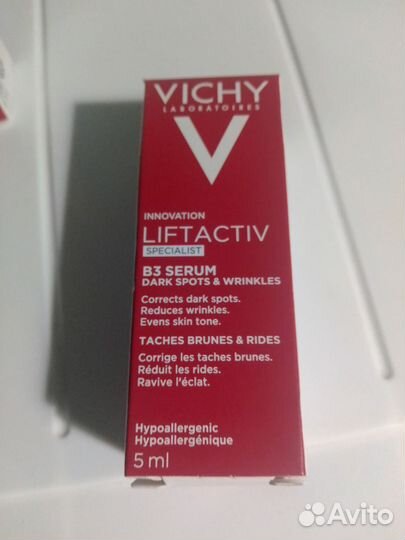 VICHY
LABORATOIRES
V
INNOVATION
LIFTACTIV
SPECIALIST
B3 SERUM
DARK SPOTS & WRINKLES
Corrects dark spots.
Reduces wrinkles.
Evens skin tone.
TACHES BRUNES & RIDES
Corrige les taches brunes.
Réduit les rides.
Ravive l'éclat.
Hypoallergenic
Hypoallergénique
5 ml
Avito